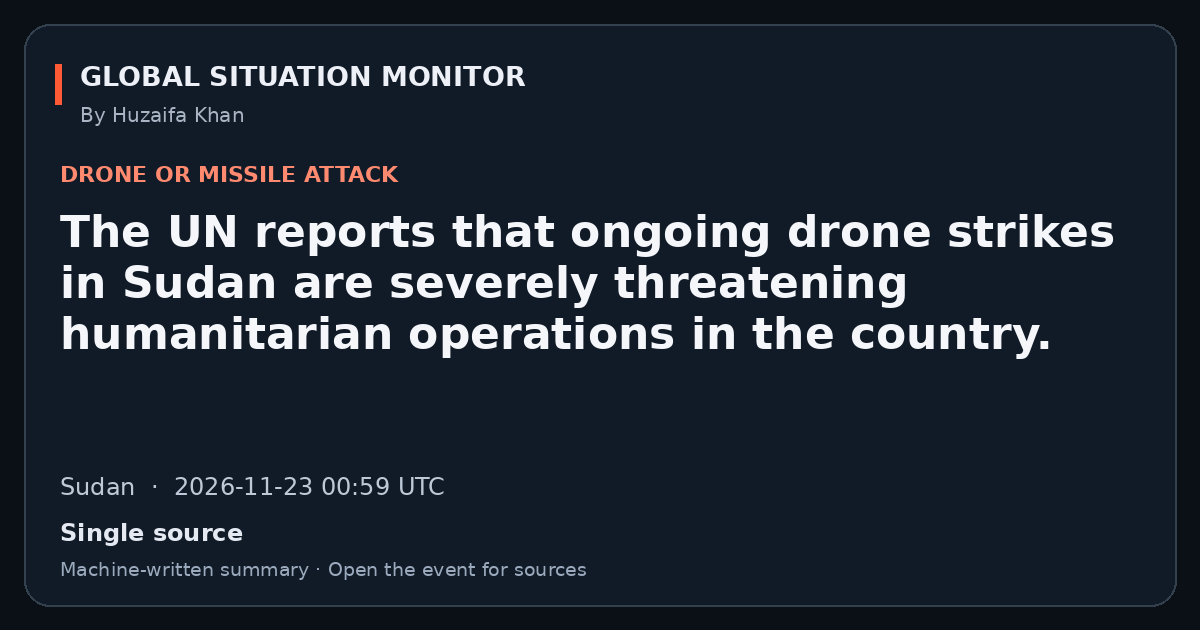 GLOBAL SITUATION MONITOR
By Huzaifa Khan
DRONE OR MISSILE ATTACK
The UN reports that ongoing drone strikes
in Sudan are severely threatening
humanitarian operations in the country.
Sudan · 2026-11-23 00:59 UTC
Single source
Machine-written summary · Open the event for sources